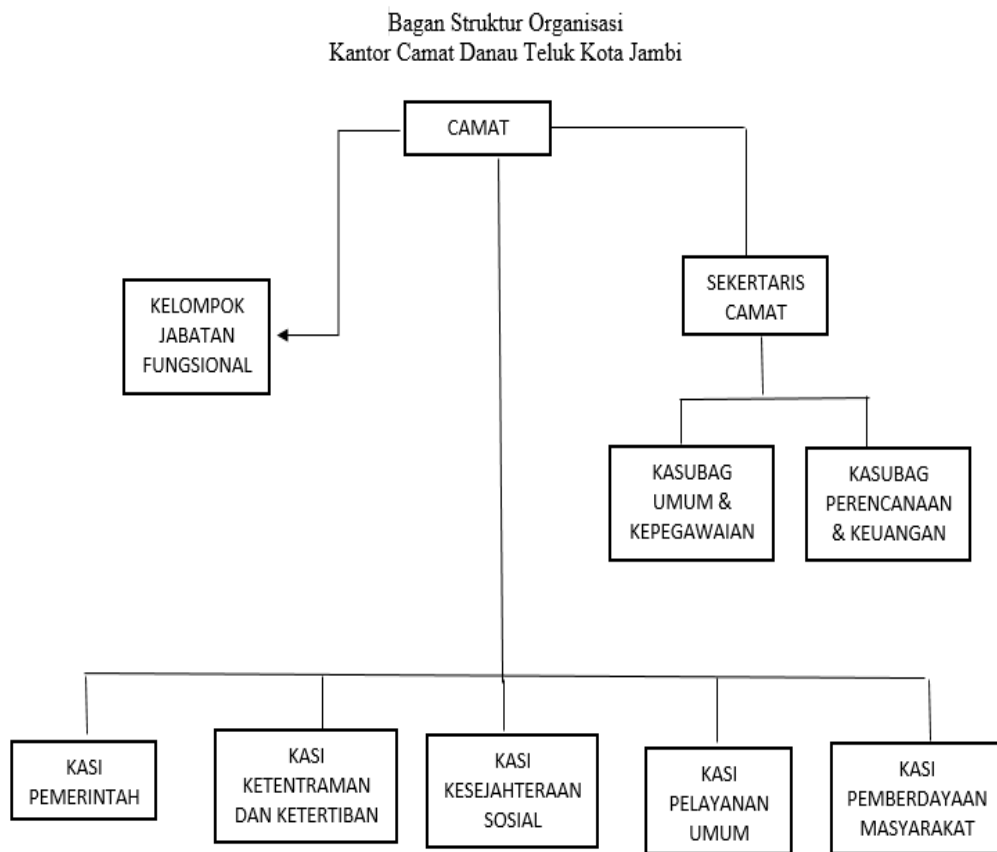 Bagan Struktur Organisasi
Kantor Camat Danau Teluk Kota Jambi
CAMAT
KELOMPOK
JABATAN
FUNGSIONAL
SEKERTARIS
CAMAT
KASUBAG
UMUM &
KEPEGAWAIAN
KASUBAG
PERENCANAAN
& KEUANGAN
KASI
PEMERINTAH
KASI
KETENTRAMAN
DAN KETERTIBAN
KASI
KESEJAHTERAAN
SOSIAL
KASI
PELAYANAN
UMUM
KASI
PEMBERDAYAAN
MASYARAKAT